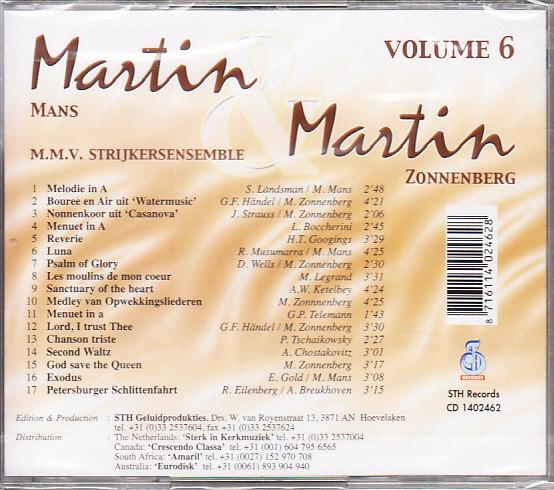 Martin
VOLUME 6
MANS
&
Martin
M.M.V. STRIJKERSENSEMBLE
ZONNENBERG
1 Melodie in A S. Landsman / M. Mans 2'48
2 Bouree en Air uit 'Watermusic' G.F. Händel / M. Zonnenberg 4'21
3 Nonnenkoor uit 'Casanova' J. Strauss / M. Zonnenberg 2'06
4 Menuet in A L. Boccherini 2'45
5 Reverie H.T. Googings 3'29
6 Luna R. Musumarra / M. Mans 4'25
7 Psalm of Glory D. Wells / M. Zonnenberg 2'30
8 Les moulins de mon coeur M. Legrand 3'31
9 Sanctuary of the heart A.W. Ketelbey 4'24
10 Medley van Opwekkingsliederen M. Zonnnenberg 4'25
11 Menuet in a G.P. Telemann 1'43
12 Lord, I trust Thee G.F. Händel / M. Zonnenberg 3'30
13 Chanson triste P. Tschaikowsky 2'27
14 Second Waltz A. Chostakovitz 3'01
15 God save the Queen M. Zonnenberg 3'17
16 Exodus E. Gold / M. Mans 3'08
17 Petersburger Schlittenfahrt R. Eilenberg / A. Breukhoven 3'15
8 716114 024628
STH RECORDS
STH Records
CD 1402462
Edition & Production : STH Geluidprodukties, Drs. W. van Royenstraat 13, 3871 AN Hoevelaken
tel. +31 (0)33 2537604, fax +31 (0)33 2537624
Distribution : The Netherlands: 'Sterk in Kerkmuziek' tel. +31 (0)33 2537004
Canada: 'Crescendo Classa' tel. +31 (001) 604 795 6565
South Africa: 'Amaril' tel. +31 (0027) 152 970 708
Australia: 'Eurodisk' tel. +31 (0061) 893 904 940